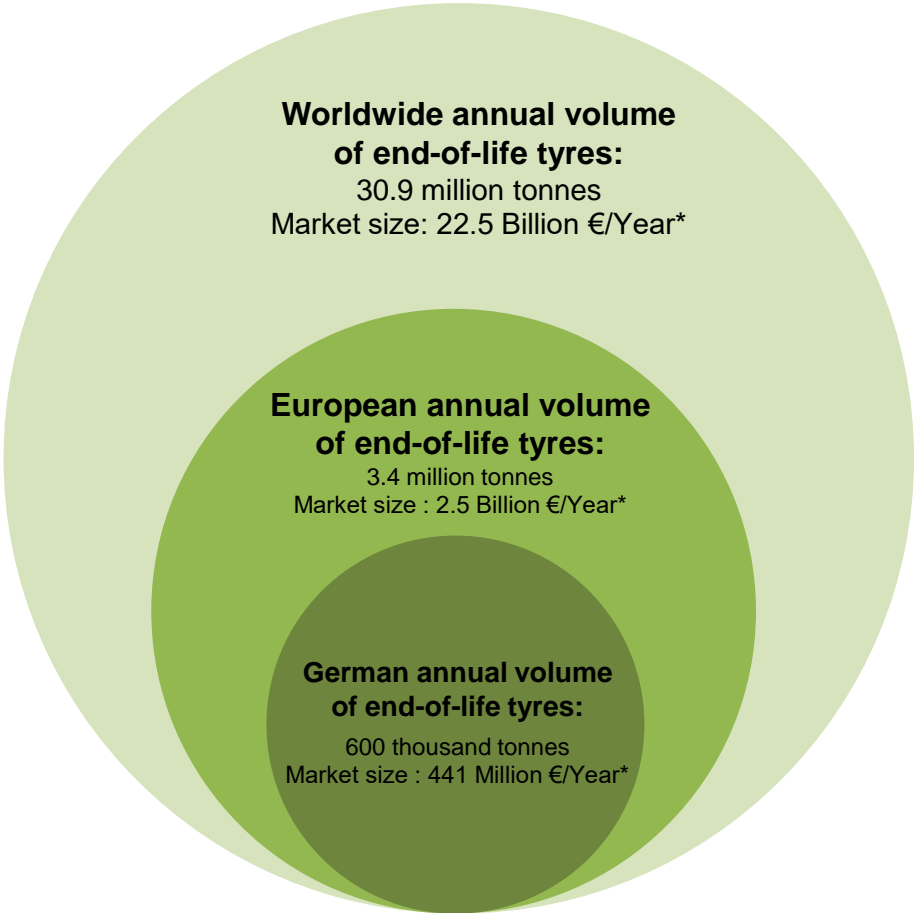 Worldwide annual volume
of end-of-life tyres:
30.9 million tonnes
Market size: 22.5 Billion €/Year*
European annual volume
of end-of-life tyres:
3.4 million tonnes
Market size : 2.5 Billion €/Year*
German annual volume
of end-of-life tyres:
600 thousand tonnes
Market size : 441 Million €/Year*